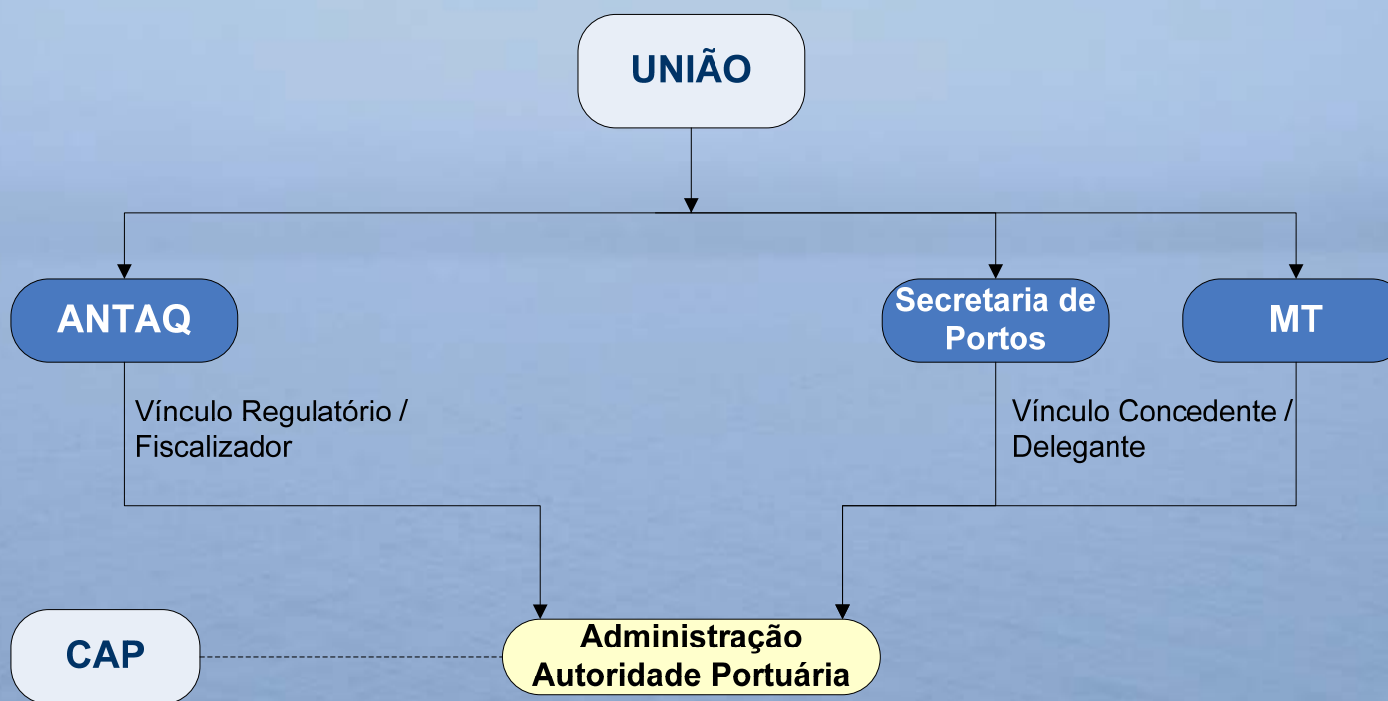 UNIÃO
ANTAQ
Secretaria de
Portos
MT
Vínculo Regulatório /
Fiscalizador
Vínculo Concedente /
Delegante
CAP
Administração
Autoridade Portuária